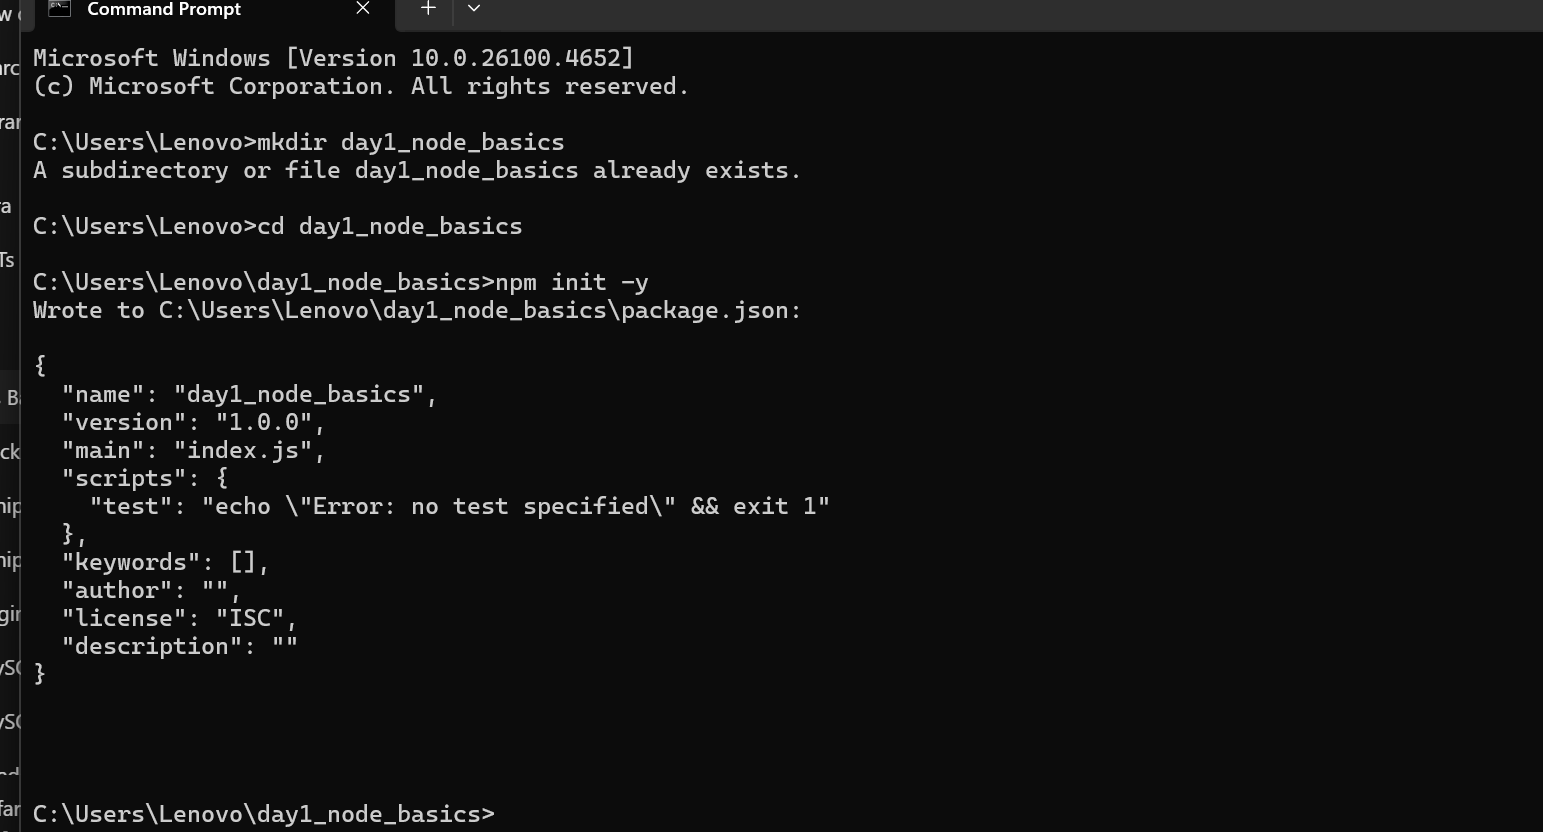 Command Prompt
Microsoft Windows [Version 10.0.26100.4652]
(c) Microsoft Corporation. All rights reserved.
C:\Users\Lenovo>mkdir day1_node_basics
A subdirectory or file day1_node_basics already exists.
C:\Users\Lenovo>cd day1_node_basics
C:\Users\Lenovo\day1_node_basics>npm init -y
Wrote to C:\Users\Lenovo\day1_node_basics\package.json:
{
  "name": "day1_node_basics",
  "version": "1.0.0",
  "main": "index.js",
  "scripts": {
    "test": "echo \"Error: no test specified\" && exit 1"
  },
  "keywords": [],
  "author": "",
  "license": "ISC",
  "description": ""
}
C:\Users\Lenovo\day1_node_basics>